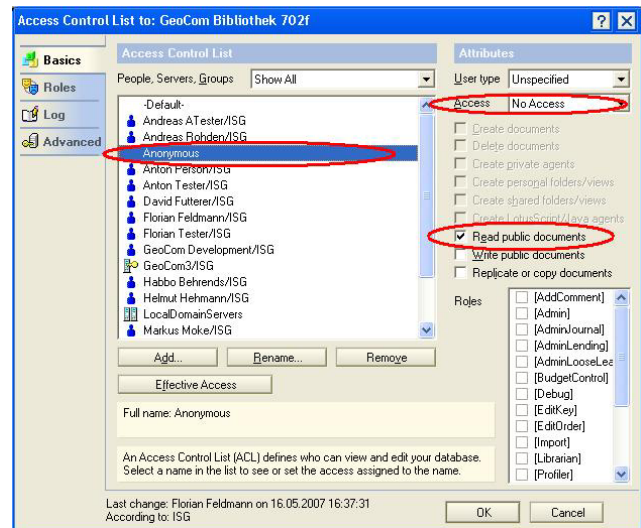 Access Control List to: GeoCom Bibliothek 702f
Basics
Roles
Log
Advanced
Access Control List
People, Servers, Groups
Show All
-Default-
Andreas ATester/ISG
Andreas Rohden/ISG
Anonymous
Anton Person/ISG
Anton Tester/ISG
David Futterer/ISG
Florian Feldmann/ISG
Florian Tester/ISG
GeoCom Development/ISG
GeoCom3/ISG
Habbo Behrends/ISG
Helmut Hehmann/ISG
LocalDomainServers
Markus Moke/ISG
Add...
Rename...
Remove
Effective Access
Full name: Anonymous
An Access Control List (ACL) defines who can view and edit your database.
Select a name in the list to see or set the access assigned to the name.
Attributes
User type
Unspecified
Access
No Access
Create documents
Delete documents
Create private agents
Create personal folders/views
Create shared folders/views
Create LotusScript/Java agents
Read public documents
Write public documents
Replicate or copy documents
Roles
[AddComment]
[Admin]
[AdminJournal]
[AdminLending]
[AdminLooseLea
[BudgetControl]
[Debug]
[EditKey]
[EditOrder]
[Import]
[Librarian]
[Profiler]
Last change: Florian Feldmann on 16.05.2007 16:37:31
According to: ISG
OK
Cancel